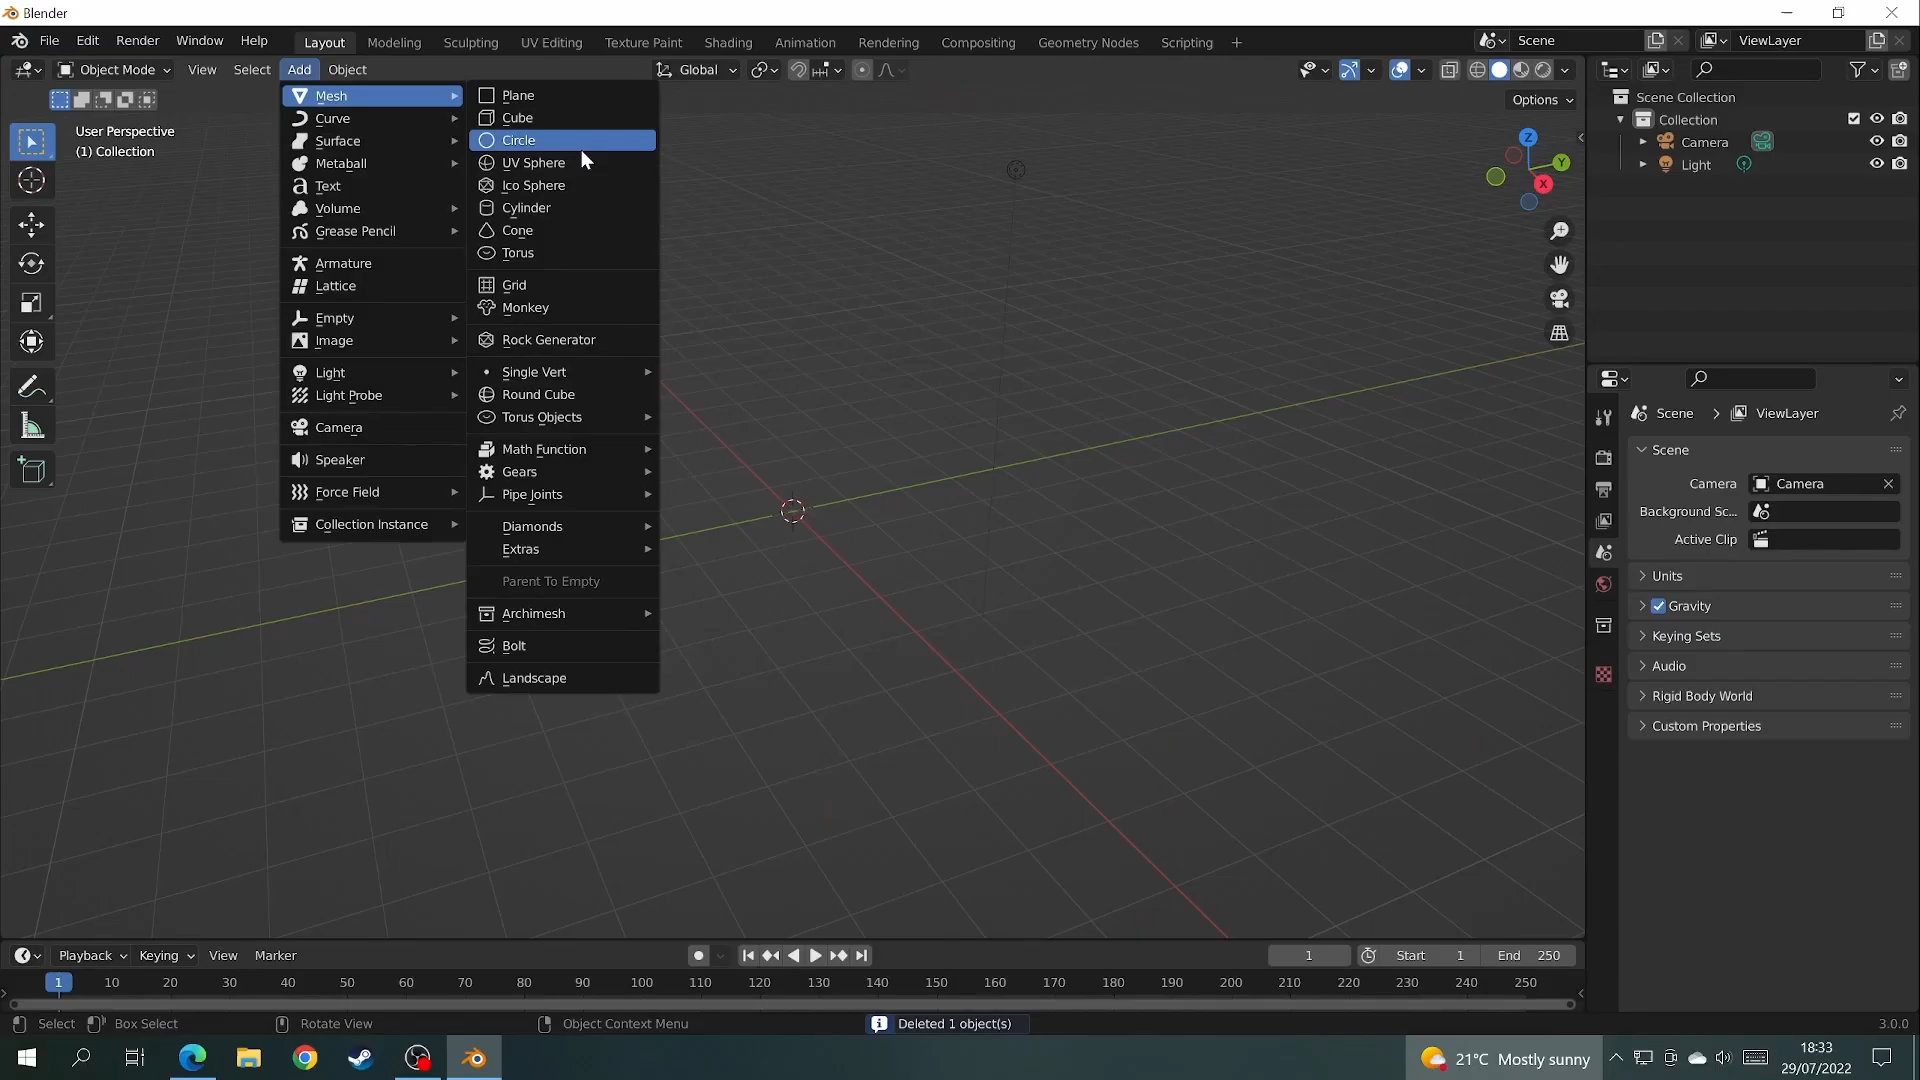 Blender
File Edit Render Window Help Layout Modeling Sculpting UV Editing Texture Paint Shading Animation Rendering Compositing Geometry Nodes Scripting + Scene ViewLayer
Object Mode View Select Add Object Global
Options
User Perspective
(1) Collection
Mesh
Curve
Surface
Metaball
Text
Volume
Grease Pencil
Armature
Lattice
Empty
Image
Light
Light Probe
Camera
Speaker
Force Field
Collection Instance
Plane
Cube
Circle
UV Sphere
Ico Sphere
Cylinder
Cone
Torus
Grid
Monkey
Rock Generator
Single Vert
Round Cube
Torus Objects
Math Function
Gears
Pipe Joints
Diamonds
Extras
Parent To Empty
Archimesh
Bolt
Landscape
Z
Y
X
Scene Collection
Collection
Camera
Light
Scene > ViewLayer
Scene
Camera Camera
Background Sc...
Active Clip
Units
Gravity
Keying Sets
Audio
Rigid Body World
Custom Properties
Playback Keying View Marker 1 Start 1 End 250
1 10 20 30 40 50 60 70 80 90 100 110 120 130 140 150 160 170 180 190 200 210 220 230 240 250
Select Box Select Rotate View Object Context Menu Deleted 1 object(s) 3.0.0
21°C Mostly sunny
18:33
29/07/2022